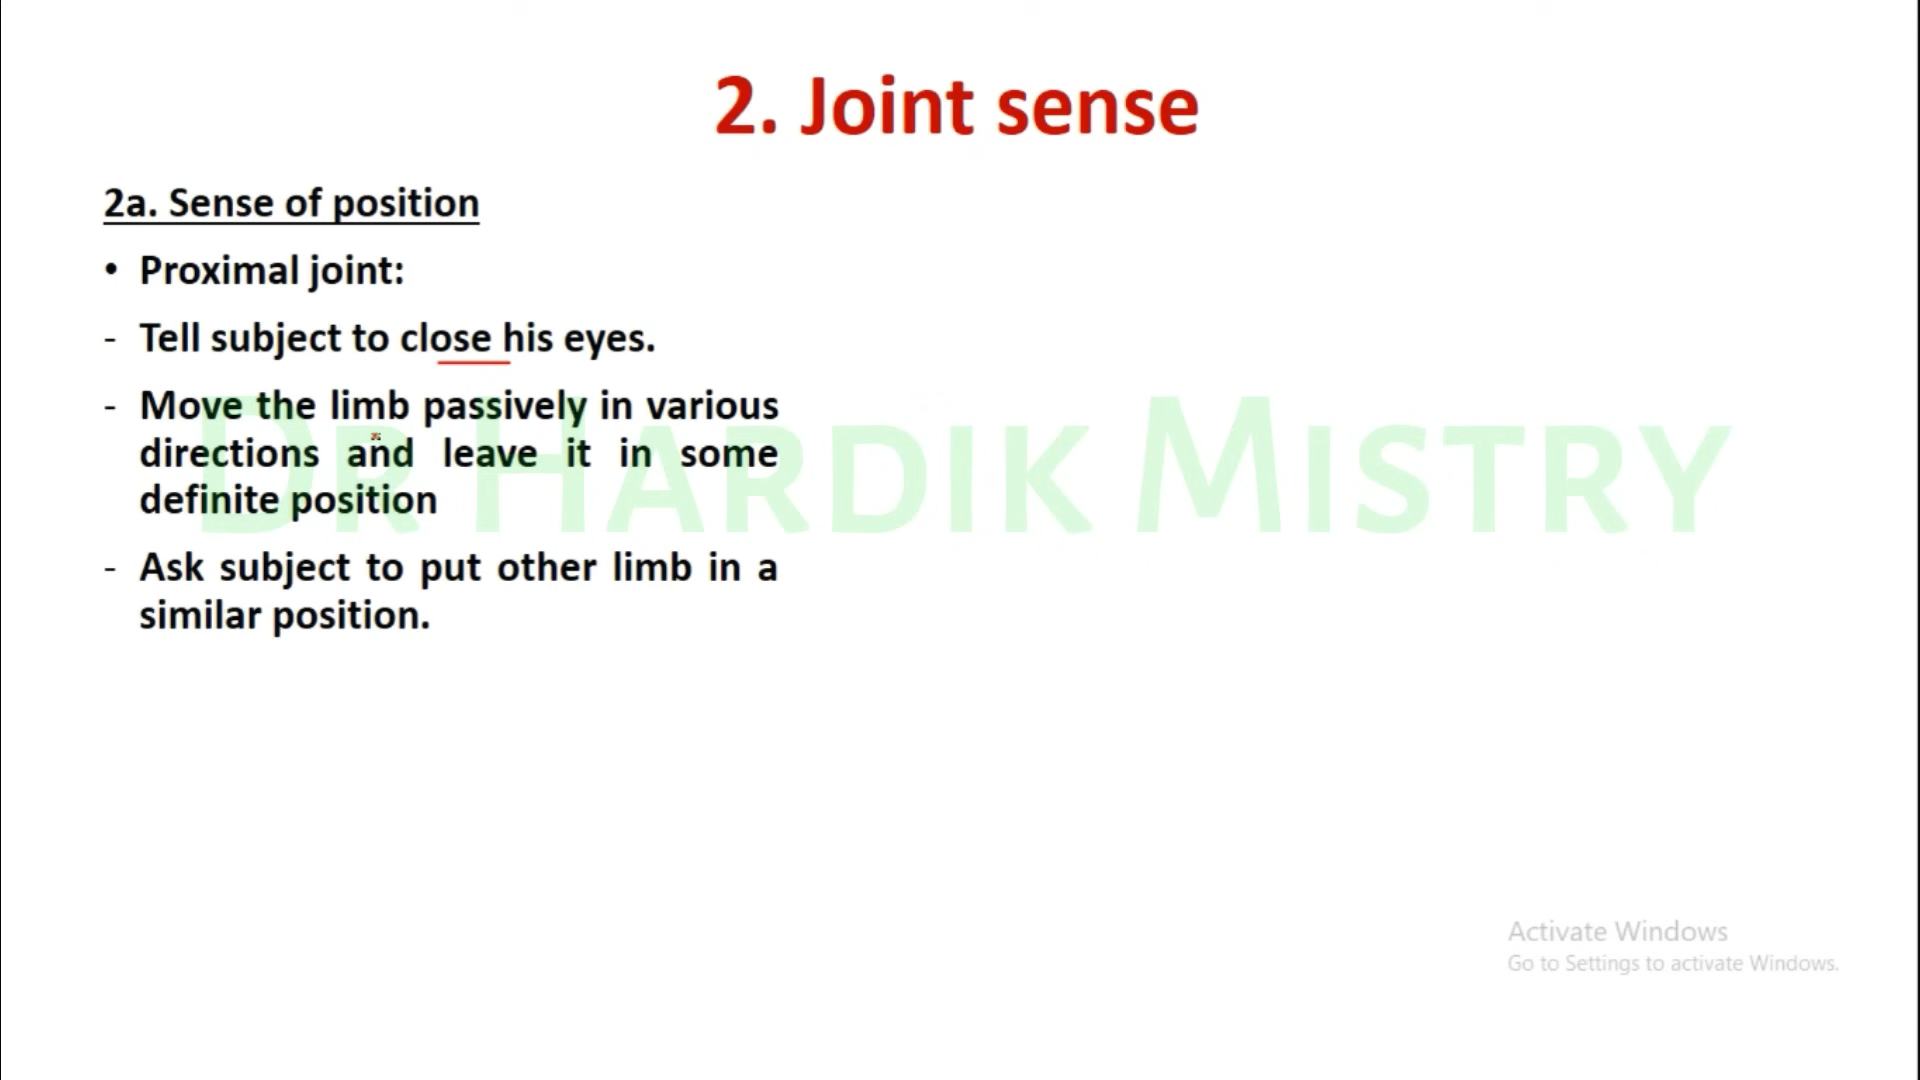 2. Joint sense
2a. Sense of position
• Proximal joint:
- Tell subject to close his eyes.
- Move the limb passively in various
directions and leave it in some
definite position
- Ask subject to put other limb in a
similar position.
DR HARDIK MISTRY
Activate Windows
Go to Settings to activate Windows.